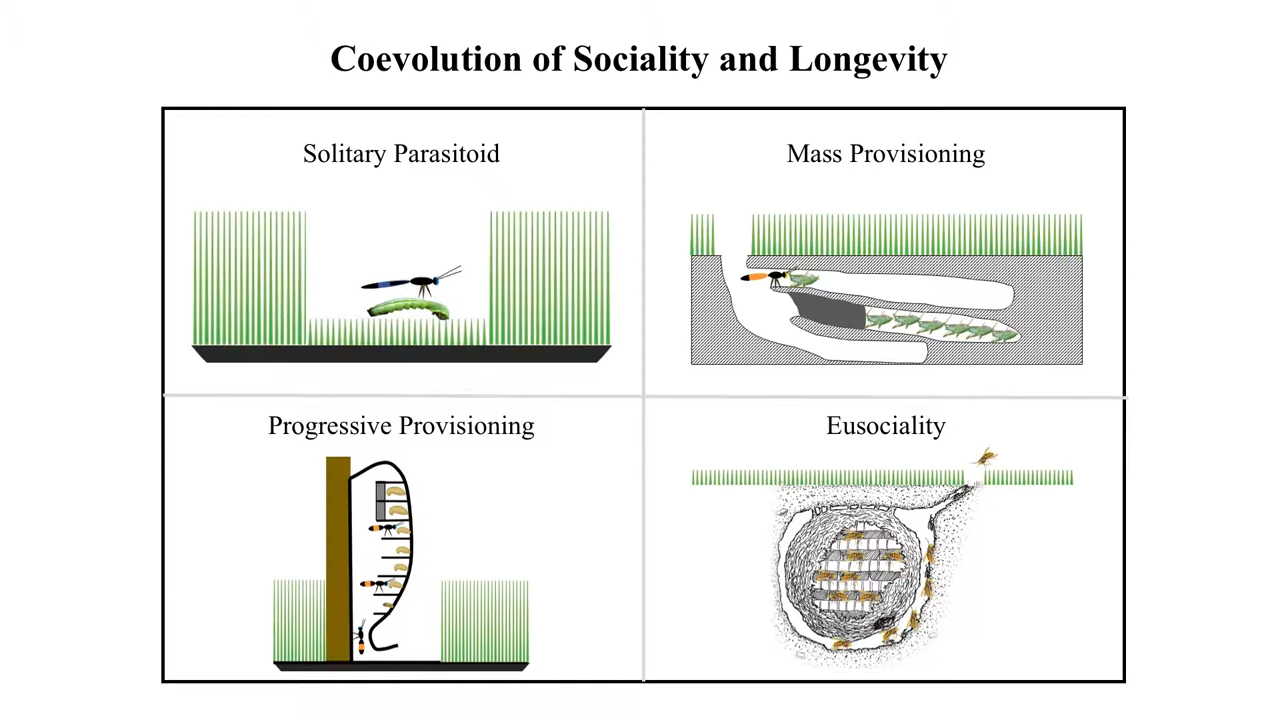 Coevolution of Sociality and Longevity
Solitary Parasitoid
Mass Provisioning
Progressive Provisioning
Eusociality